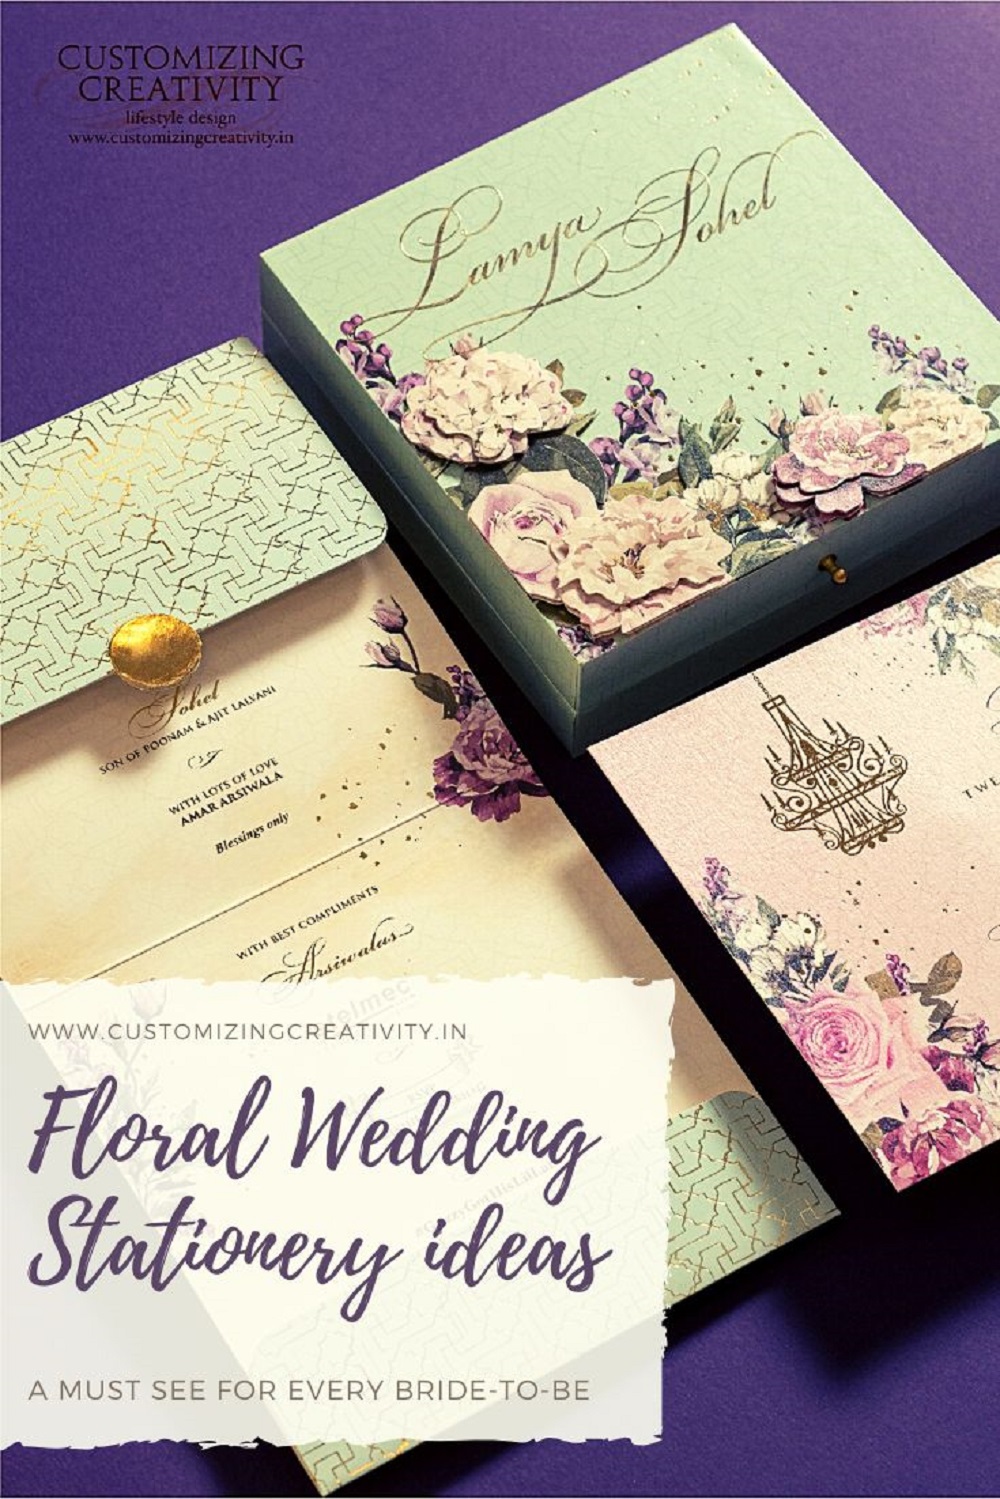 CUSTOMIZING
CREATIVITY
lifestyle design
www.customizingcreativity.in
Lamya
Sohel
Sohel
SON OF POONAM & AJIT LALVANI
WITH LOTS OF LOVE
AMAR ARSIWALA
Blessings only
WITH BEST COMPLIMENTS
Arsiwalas
TWE
WWW.CUSTOMIZINGCREATIVITY.IN
Floral Wedding
Stationery ideas
A MUST SEE FOR EVERY BRIDE-TO-BE